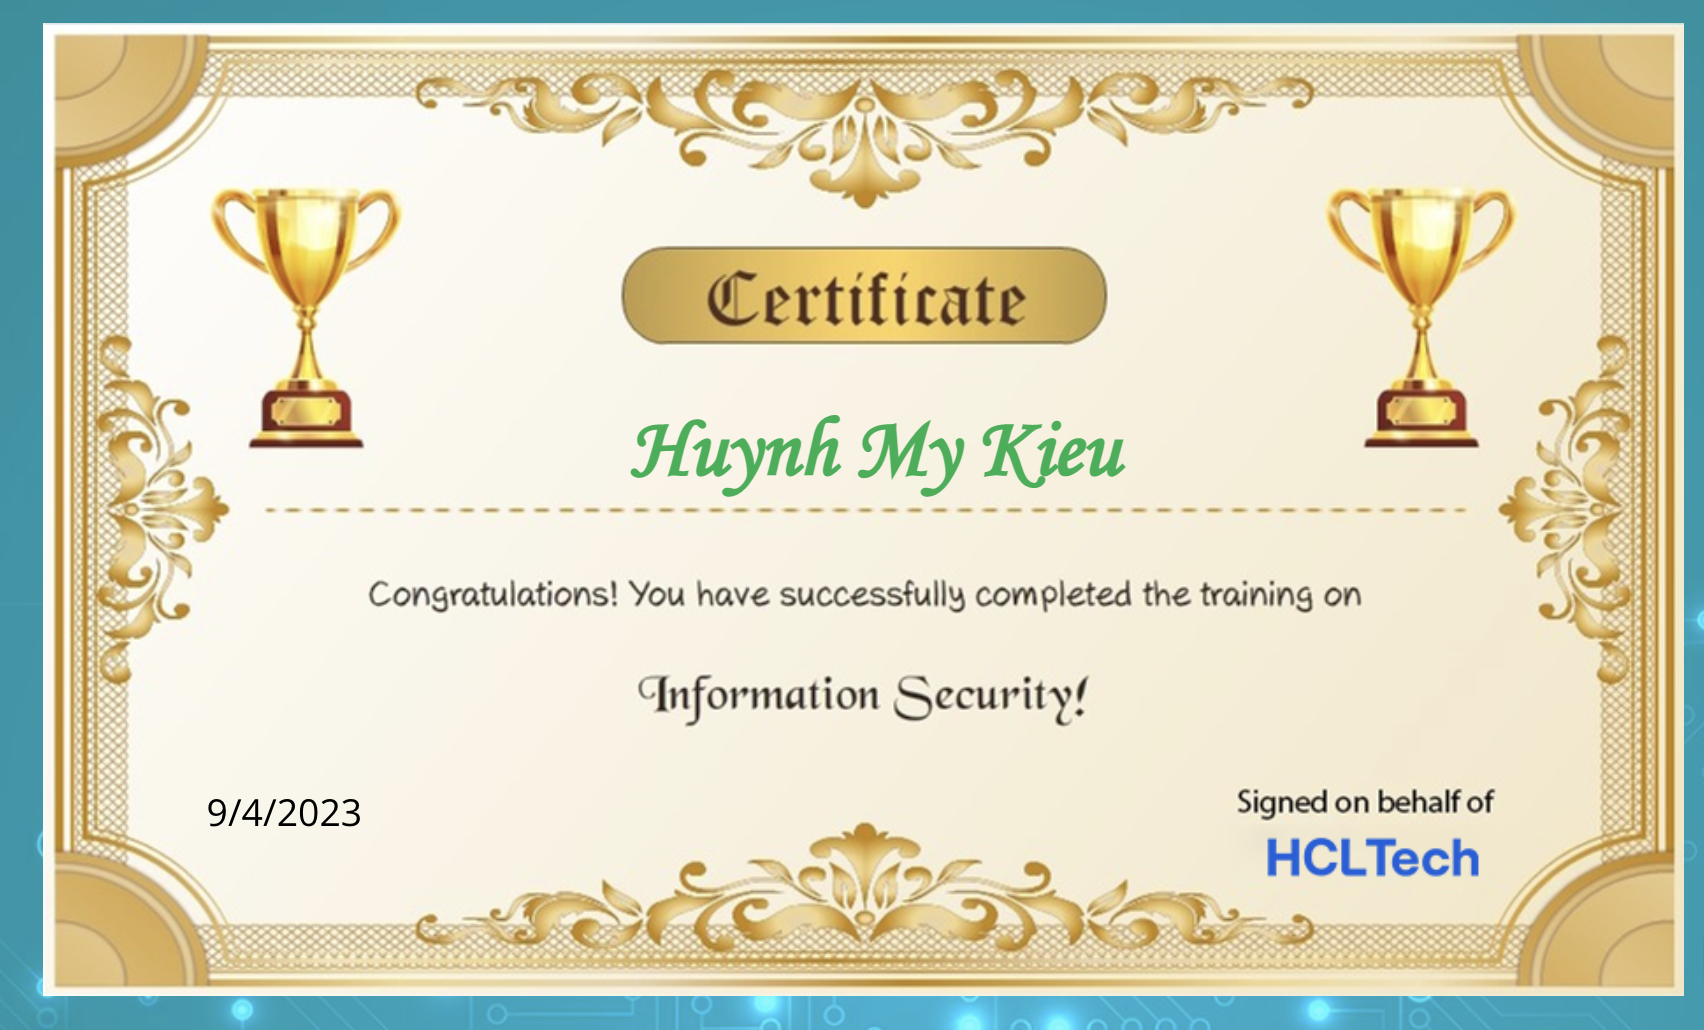 Certificate
Huynh My Kieu
Congratulations! You have successfully completed the training on
Information Security!
9/4/2023
Signed on behalf of
HCLTech